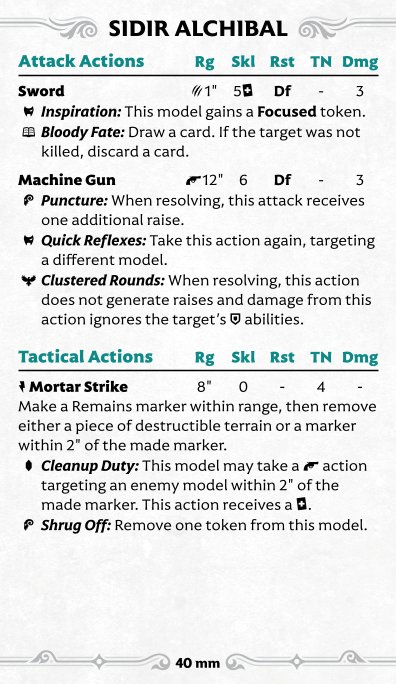 SIDIR ALCHIBAL
Attack Actions Rg Skl Rst TN Dmg
Sword 1" 5 Df - 3
Inspiration: This model gains a Focused token.
Bloody Fate: Draw a card. If the target was not
killed, discard a card.
Machine Gun 12" 6 Df - 3
Puncture: When resolving, this attack receives
one additional raise.
Quick Reflexes: Take this action again, targeting
a different model.
Clustered Rounds: When resolving, this action
does not generate raises and damage from this
action ignores the target's abilities.
Tactical Actions Rg Skl Rst TN Dmg
Mortar Strike 8" 0 - 4 -
Make a Remains marker within range, then remove
either a piece of destructible terrain or a marker
within 2" of the made marker.
Cleanup Duty: This model may take a action
targeting an enemy model within 2" of the
made marker. This action receives a .
Shrug Off: Remove one token from this model.
40 mm